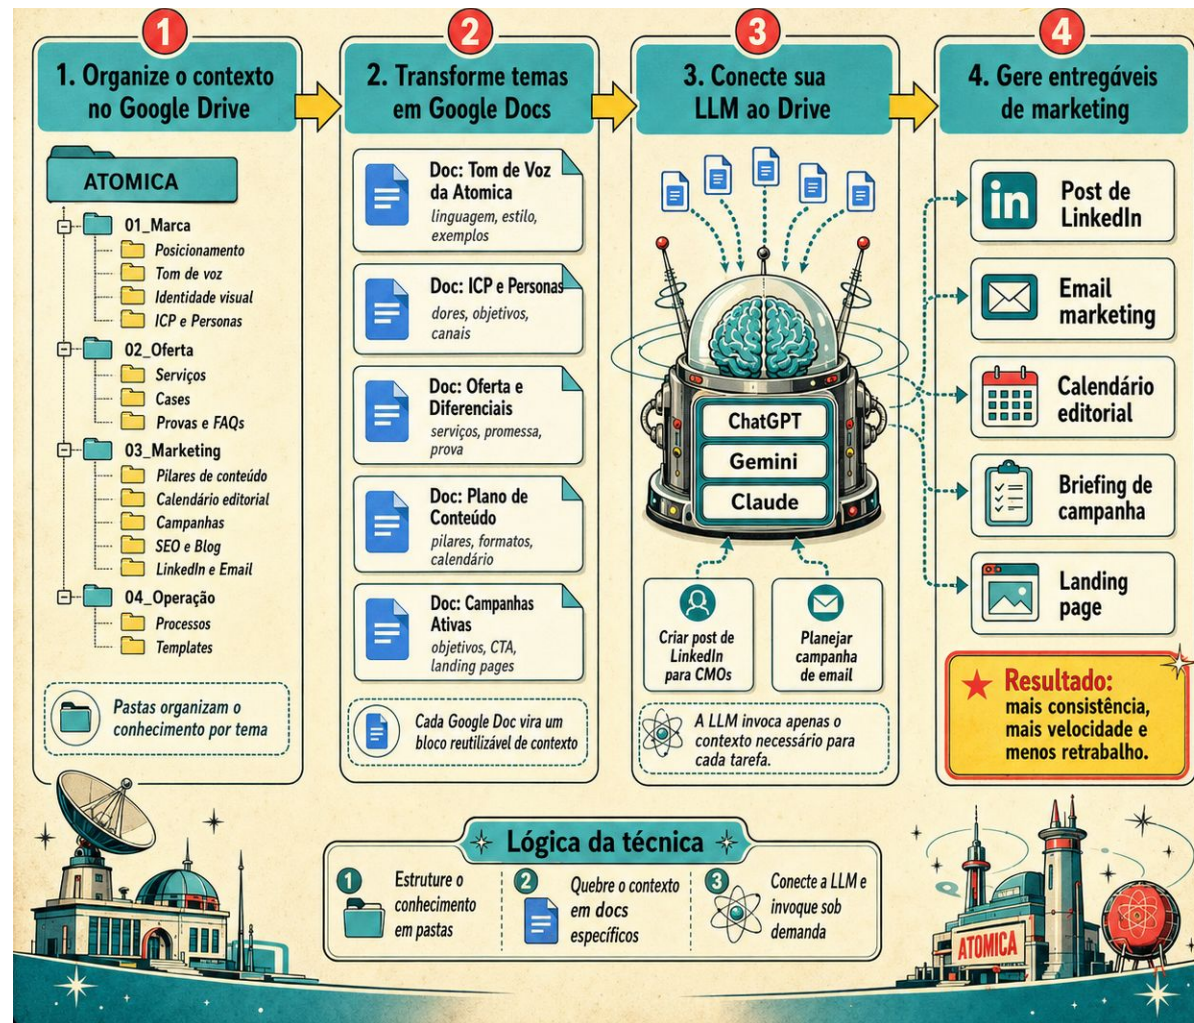 1
1. Organize o contexto
no Google Drive
ATOMICA
01_Marca
Posicionamento
Tom de voz
Identidade visual
ICP e Personas
02_Oferta
Serviços
Cases
Provas e FAQs
03_Marketing
Pilares de conteúdo
Calendário editorial
Campanhas
SEO e Blog
LinkedIn e Email
04_Operação
Processos
Templates
Pastas organizam o
conhecimento por tema
2
2. Transforme temas
em Google Docs
Doc: Tom de Voz
da Atomica
linguagem, estilo,
exemplos
Doc: ICP e Personas
dores, objetivos,
canais
Doc: Oferta e
Diferenciais
serviços, promessa,
prova
Doc: Plano de
Conteúdo
pilares, formatos,
calendário
Doc: Campanhas
Ativas
objetivos, CTA,
landing pages
Cada Google Doc vira um
bloco reutilizável de contexto
3
3. Conecte sua
LLM ao Drive
ChatGPT
Gemini
Claude
Criar post de
LinkedIn
para CMOs
Planejar
campanha
de email
A LLM invoca apenas o
contexto necessário para
cada tarefa.
4
4. Gere entregáveis
de marketing
in
Post de
LinkedIn
Email
marketing
Calendário
editorial
Briefing de
campanha
Landing
page
Resultado:
mais consistência,
mais velocidade e
menos retrabalho.
Lógica da técnica
1
Estruture o
conhecimento
em pastas
2
Quebre o contexto
em docs
específicos
3
Conecte a LLM e
invoque sob
demanda
ATOMICA